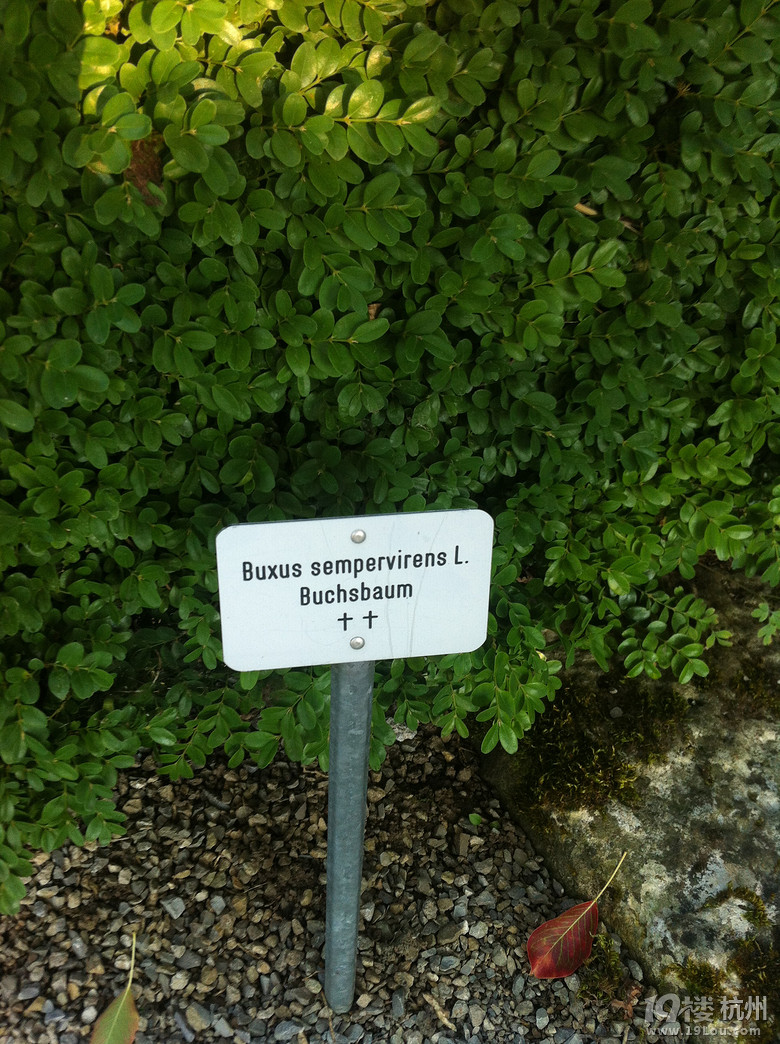 Buxus sempervirens L.
Buchsbaum
✝ ✝
19楼 杭州
www.19lou.com